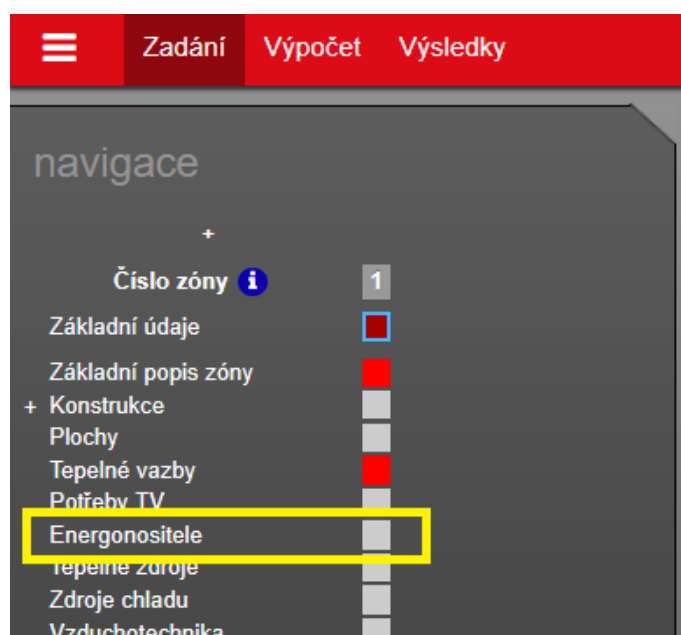 Zadání Výpočet Výsledky
navigace
+
Číslo zóny i 1
Základní údaje
Základní popis zóny
+ Konstrukce
Plochy
Tepelné vazby
Potřeby TV
Energonositele
Tepelné zdroje
Zdroje chladu
Vzduchotechnika